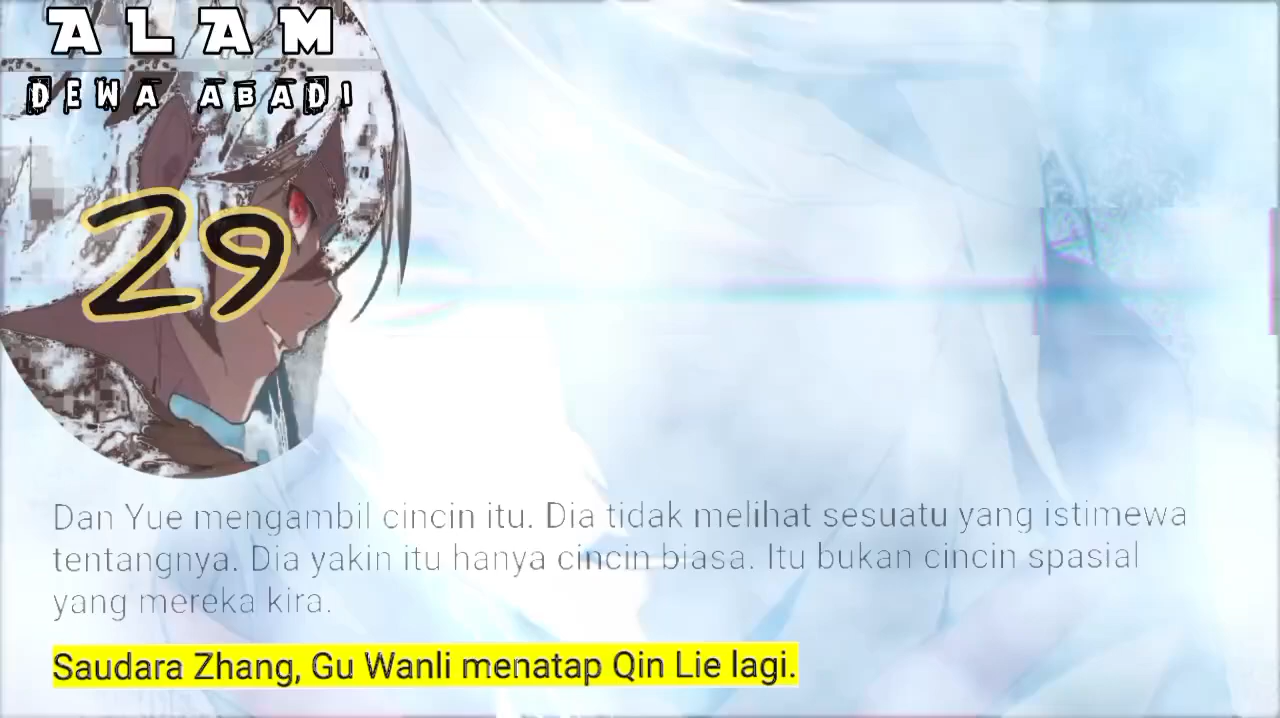 ALAM
DEWA ABADI
29
Dan Yue mengambil cincin itu. Dia tidak melihat sesuatu yang istimewa
tentangnya. Dia yakin itu hanya cincin biasa. Itu bukan cincin spasial
yang mereka kira.
Saudara Zhang, Gu Wanli menatap Qin Lie lagi.